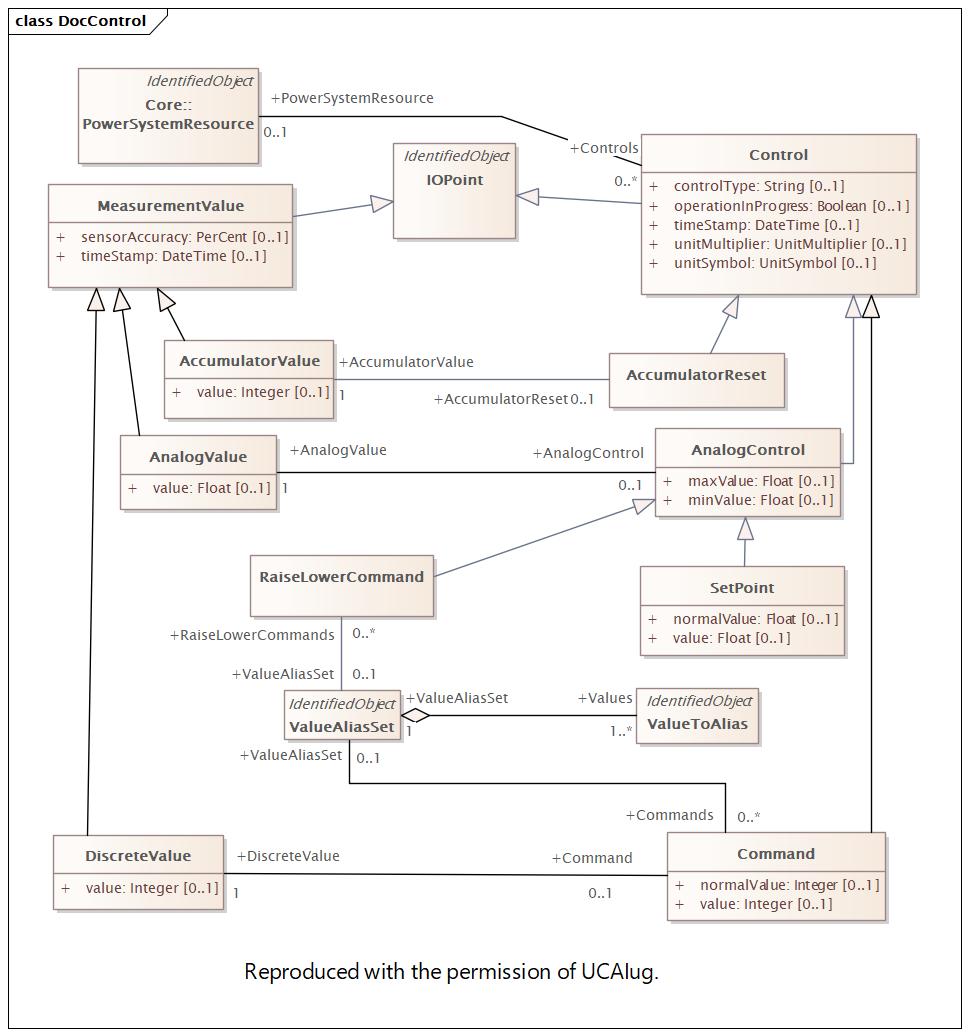 class DocControl
IdentifiedObject
Core::
PowerSystemResource
+PowerSystemResource
0..1
+Controls
0..*
IdentifiedObject
IOPoint
Control
+ controlType: String [0..1]
+ operationInProgress: Boolean [0..1]
+ timeStamp: DateTime [0..1]
+ unitMultiplier: UnitMultiplier [0..1]
+ unitSymbol: UnitSymbol [0..1]
MeasurementValue
+ sensorAccuracy: PerCent [0..1]
+ timeStamp: DateTime [0..1]
AccumulatorValue
+ value: Integer [0..1]
+AccumulatorValue
1
+AccumulatorReset 0..1
AccumulatorReset
AnalogValue
+ value: Float [0..1]
+AnalogValue
1
+AnalogControl
0..1
AnalogControl
+ maxValue: Float [0..1]
+ minValue: Float [0..1]
RaiseLowerCommand
SetPoint
+ normalValue: Float [0..1]
+ value: Float [0..1]
+RaiseLowerCommands 0..*
+ValueAliasSet 0..1
IdentifiedObject
ValueAliasSet
+ValueAliasSet
1
+Values
1..*
IdentifiedObject
ValueToAlias
+ValueAliasSet 0..1
+Commands 0..*
DiscreteValue
+ value: Integer [0..1]
+DiscreteValue
1
+Command
0..1
Command
+ normalValue: Integer [0..1]
+ value: Integer [0..1]
Reproduced with the permission of UCAIug.